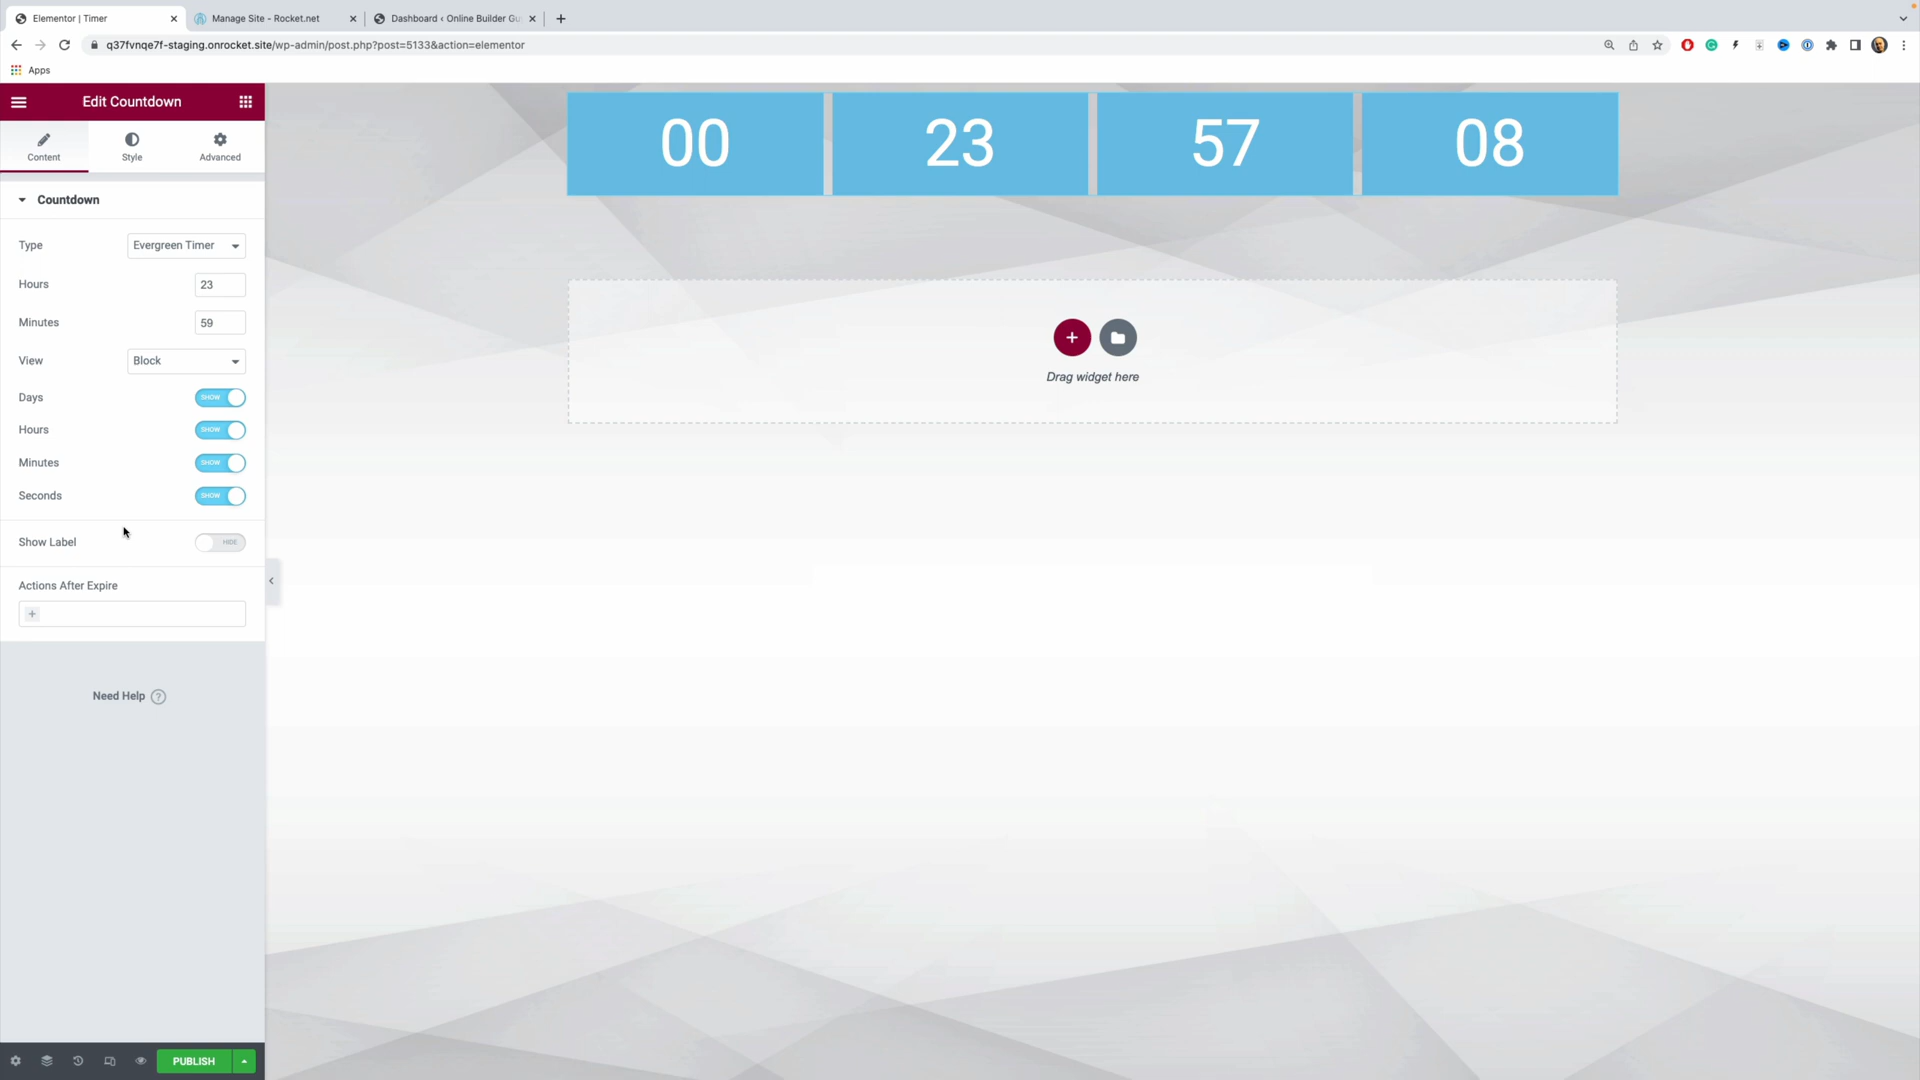 Elementor | Timer
Manage Site - Rocket.net
Dashboard ‹ Online Builder Gu
q37fvnqe7f-staging.onrocket.site/wp-admin/post.php?post=5133&action=elementor
Apps
Edit Countdown
Content
Style
Advanced
Countdown
Type
Evergreen Timer
Hours
23
Minutes
59
View
Block
Days
SHOW
Hours
SHOW
Minutes
SHOW
Seconds
SHOW
Show Label
HIDE
Actions After Expire
Need Help
PUBLISH
00
23
57
08
Drag widget here